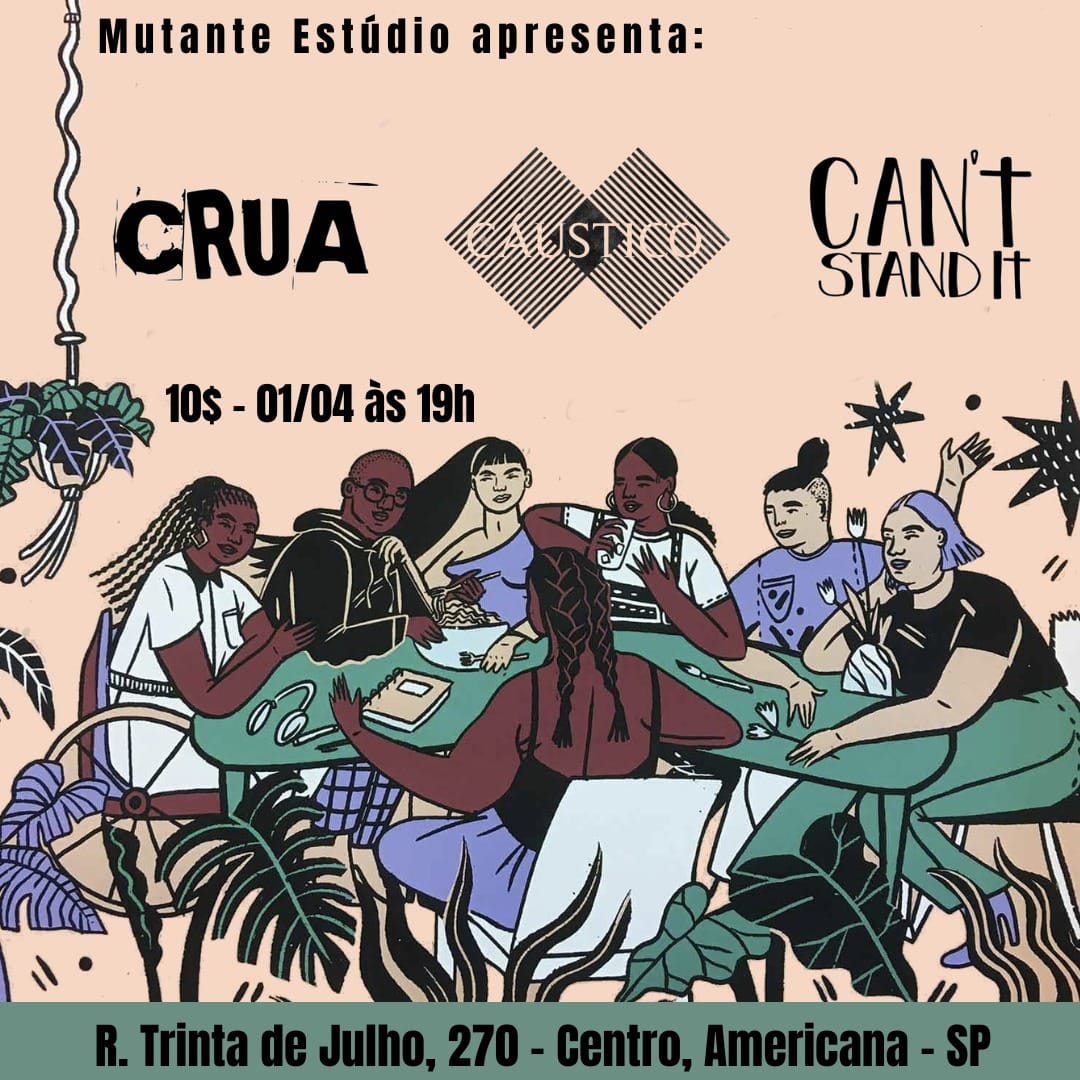 Mutante Estúdio apresenta:
CRUA
CÁUSTICO
CAN'T
STAND IT
10$ - 01/04 às 19h
R. Trinta de Julho, 270 - Centro, Americana - SP